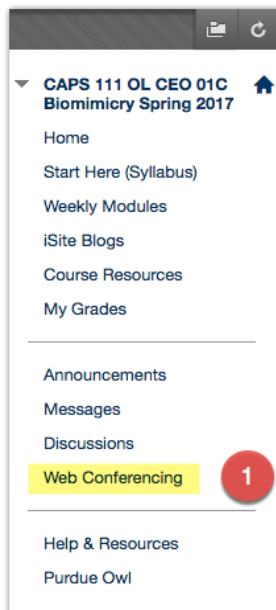 CAPS 111 OL CEO 01C
Biomimicry Spring 2017
Home
Start Here (Syllabus)
Weekly Modules
iSite Blogs
Course Resources
My Grades
Announcements
Messages
Discussions
Web Conferencing
1
Help & Resources
Purdue Owl